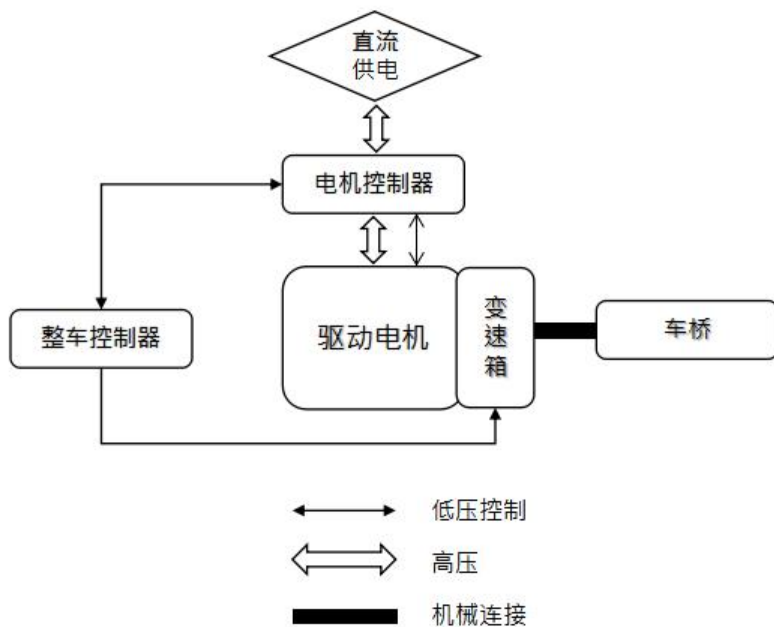 直流
供电
电机控制器
驱动电机
变
速
箱
车桥
整车控制器
低压控制
高压
机械连接